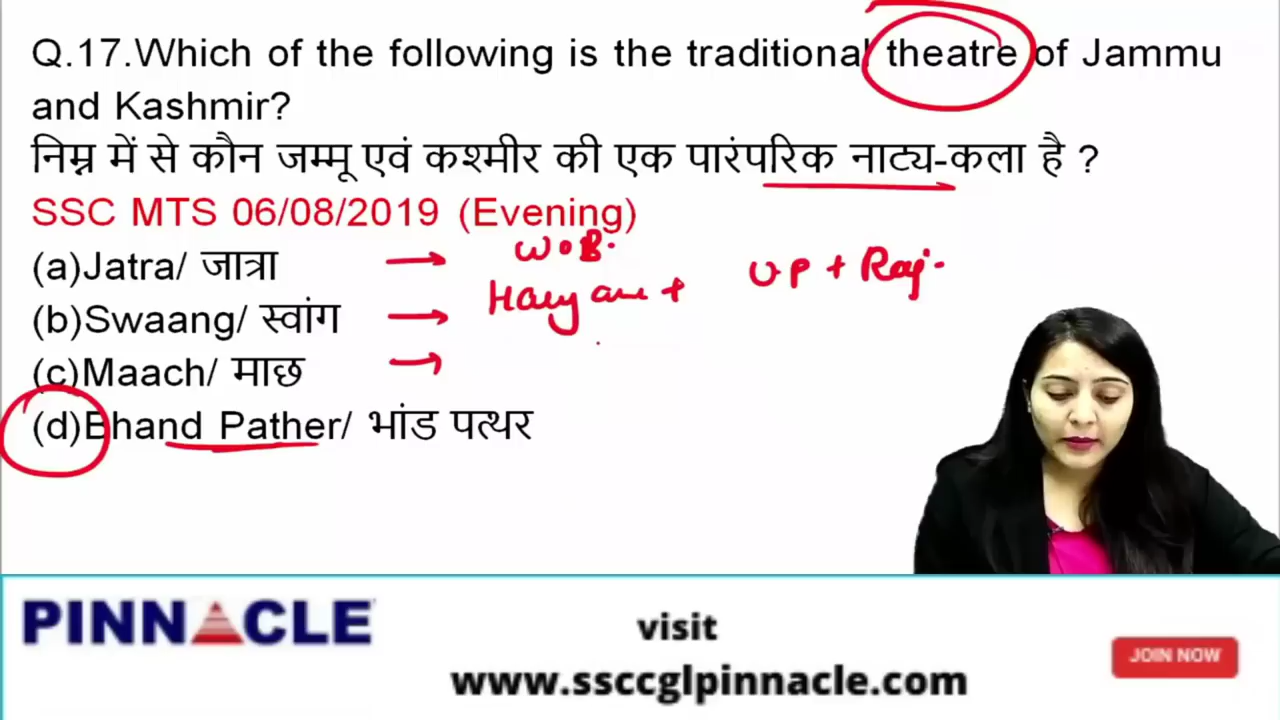 Q.17.Which of the following is the traditional theatre of Jammu
and Kashmir?
निम्न में से कौन जम्मू एवं कश्मीर की एक पारंपरिक नाट्य-कला है ?
SSC MTS 06/08/2019 (Evening)
(a)Jatra/ जात्रा → W.B.
(b)Swaang/ स्वांग → Haryana + U.P + Raj.
(c)Maach/ माछ →
(d)Bhand Pather/ भांड पत्थर
PINNACLE
visit
www.ssccglpinnacle.com
JOIN NOW